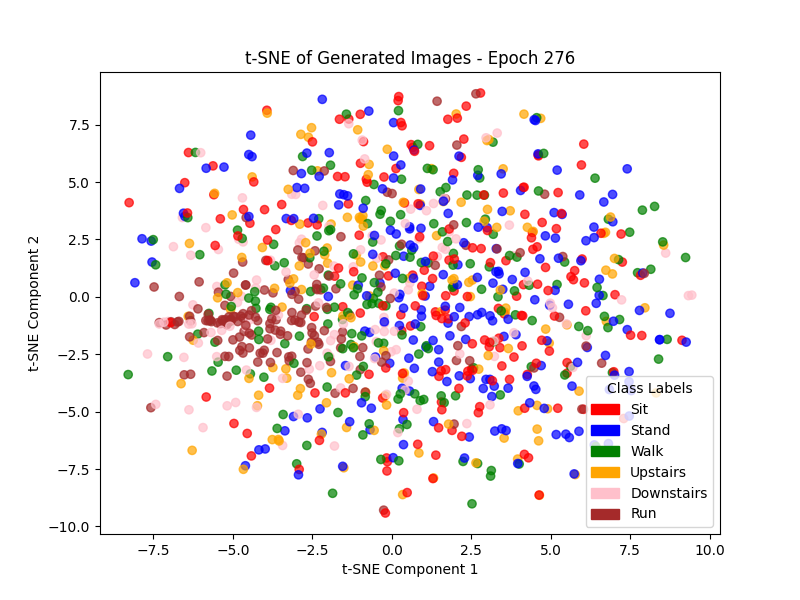 t-SNE of Generated Images - Epoch 276
t-SNE Component 2
7.5
5.0
2.5
0.0
−2.5
−5.0
−7.5
−10.0
Class Labels
Sit
Stand
Walk
Upstairs
Downstairs
Run
−7.5
−5.0
−2.5
0.0
2.5
5.0
7.5
10.0
t-SNE Component 1